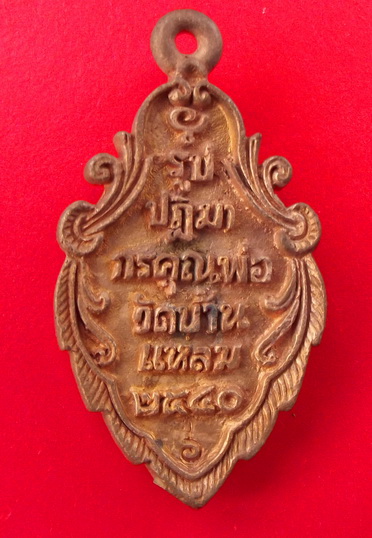 รูป
ปฏิมา
กรคุณพ่อ
วัดบ้าน
แหลม
๒๔๔๐